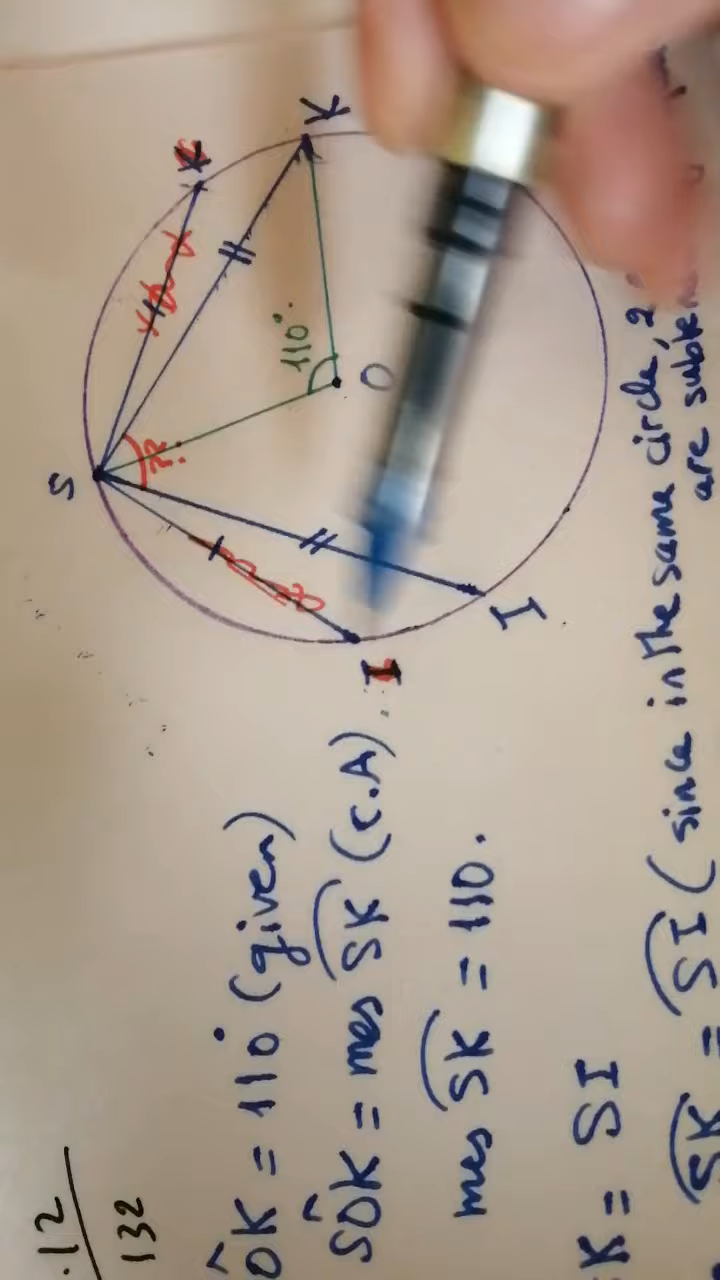 .12
132
ÔK = 110° (given)
SÔK = mes SK (c.A).
mes SK = 110.
K = SI
SK = SI (since in the same circle, 2
are subte
S
K
K
110°
O
?
I
I